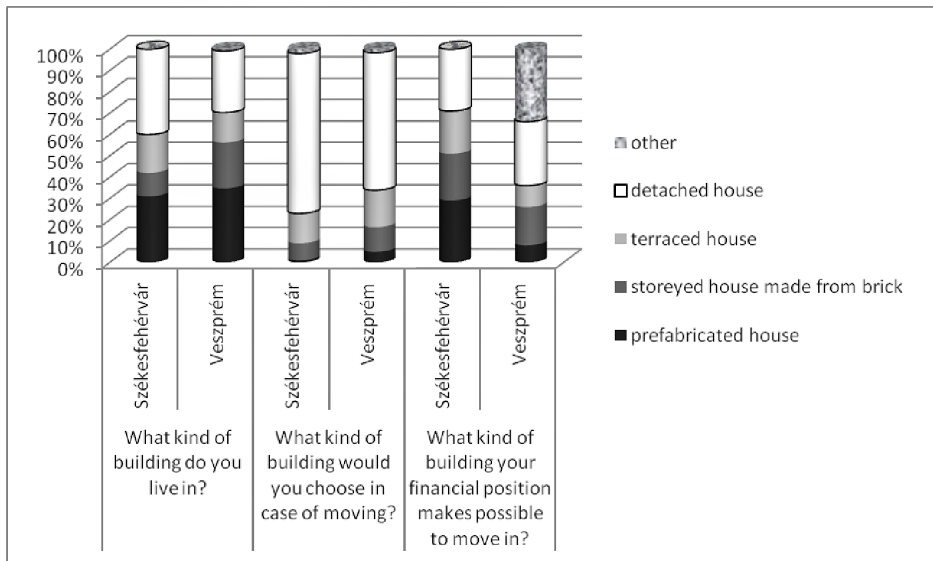 100%
90%
80%
70%
60%
50%
40%
30%
20%
10%
0%
Székesfehérvár
Veszprém
Székesfehérvár
Veszprém
Székesfehérvár
Veszprém
What kind of
building do you
live in?
What kind of
building would
you choose in
case of moving?
What kind of
building your
financial position
makes possible
to move in?
other
detached house
terraced house
storeyed house made from brick
prefabricated house